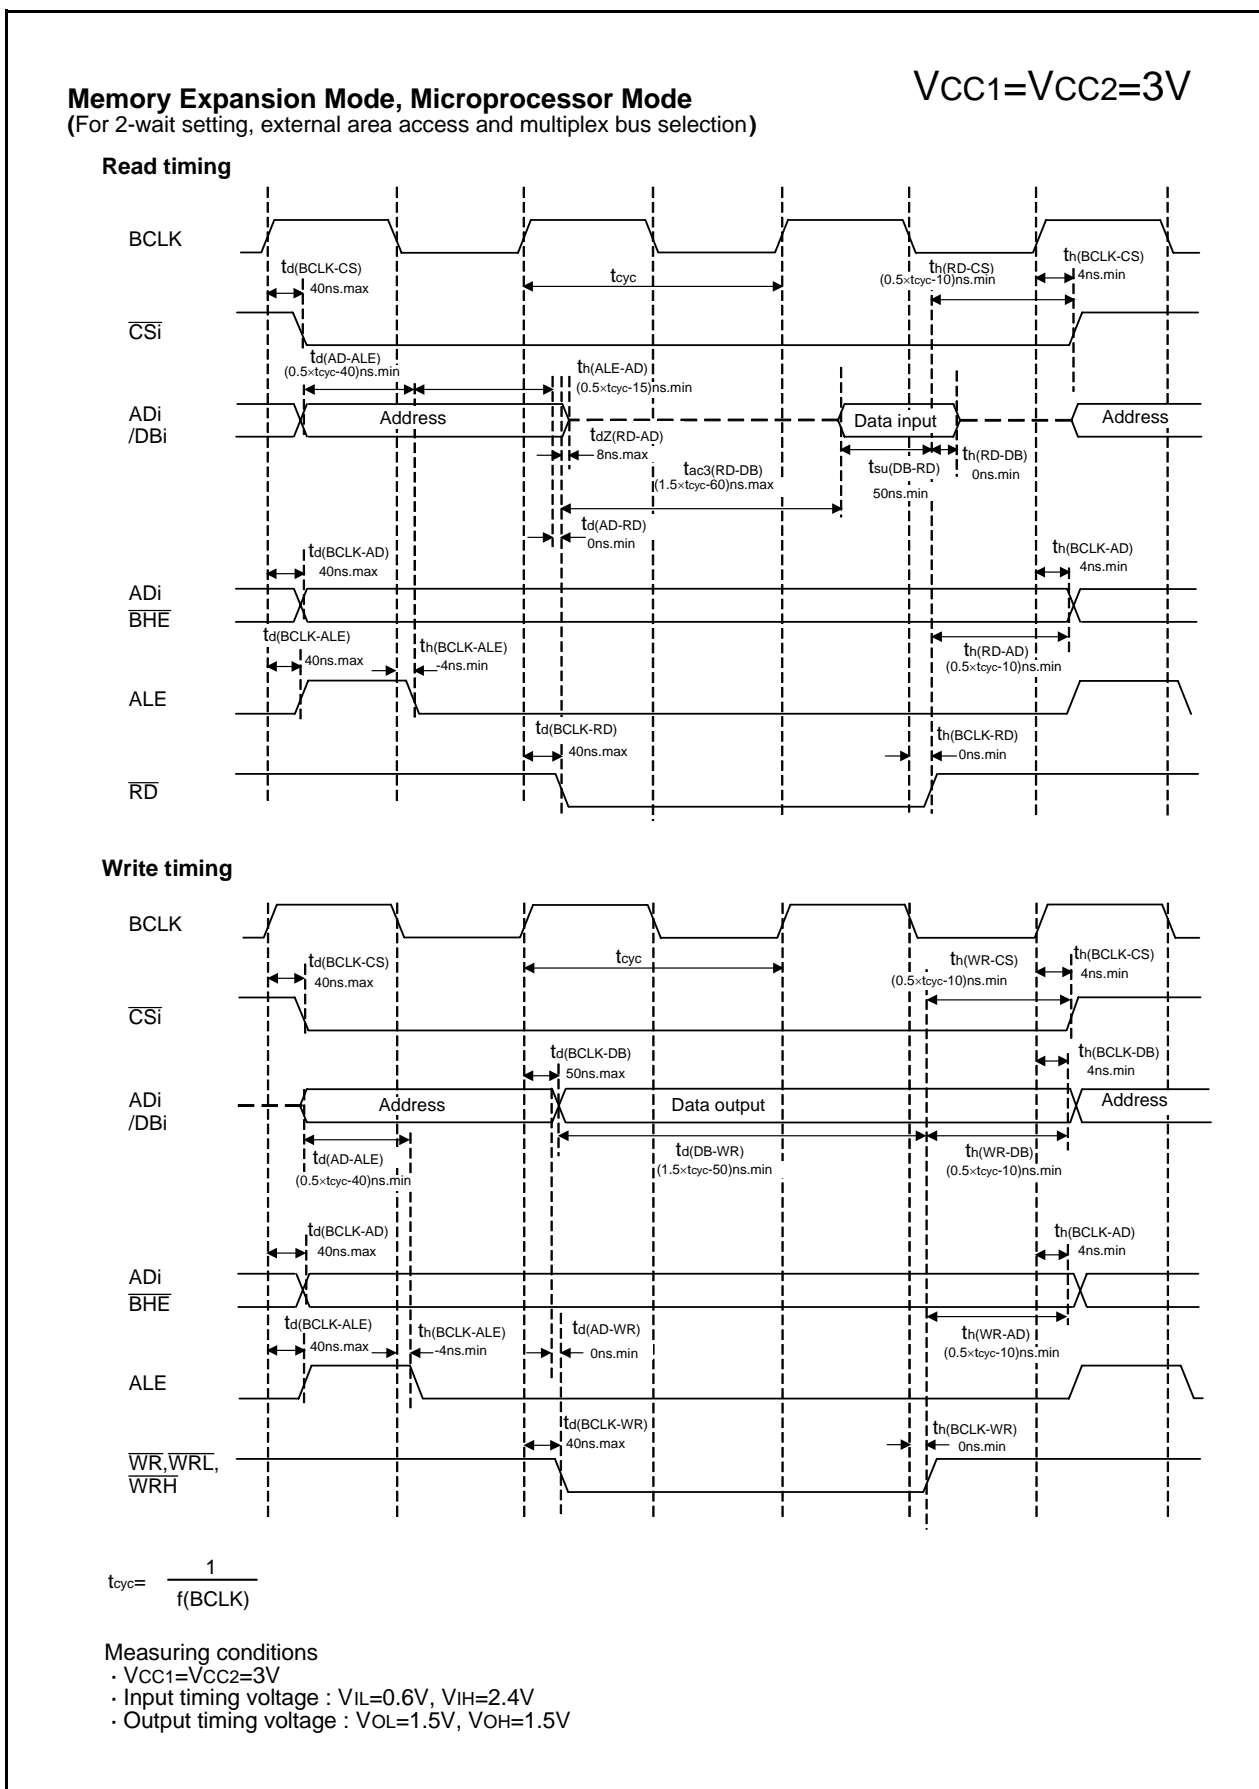 VCC1=VCC2=3V
Memory Expansion Mode, Microprocessor Mode
(For 2-wait setting, external area access and multiplex bus selection)
Read timing
BCLK
td(BCLK-CS)
40ns.max
tcyc
th(RD-CS)
(0.5×tcyc-10)ns.min
th(BCLK-CS)
4ns.min
CSi
td(AD-ALE)
(0.5×tcyc-40)ns.min
th(ALE-AD)
(0.5×tcyc-15)ns.min
ADi
/DBi
Address
Data input
Address
tdZ(RD-AD)
8ns.max
tac3(RD-DB)
(1.5×tcyc-60)ns.max
tsu(DB-RD)
50ns.min
th(RD-DB)
0ns.min
td(AD-RD)
0ns.min
td(BCLK-AD)
40ns.max
th(BCLK-AD)
4ns.min
ADi
BHE
td(BCLK-ALE)
40ns.max
th(BCLK-ALE)
-4ns.min
th(RD-AD)
(0.5×tcyc-10)ns.min
ALE
td(BCLK-RD)
40ns.max
th(BCLK-RD)
0ns.min
RD
Write timing
BCLK
td(BCLK-CS)
40ns.max
tcyc
th(WR-CS)
(0.5×tcyc-10)ns.min
th(BCLK-CS)
4ns.min
CSi
td(BCLK-DB)
50ns.max
th(BCLK-DB)
4ns.min
ADi
/DBi
Address
Data output
Address
td(AD-ALE)
(0.5×tcyc-40)ns.min
td(DB-WR)
(1.5×tcyc-50)ns.min
th(WR-DB)
(0.5×tcyc-10)ns.min
td(BCLK-AD)
40ns.max
th(BCLK-AD)
4ns.min
ADi
BHE
td(BCLK-ALE)
40ns.max
th(BCLK-ALE)
-4ns.min
td(AD-WR)
0ns.min
th(WR-AD)
(0.5×tcyc-10)ns.min
ALE
td(BCLK-WR)
40ns.max
th(BCLK-WR)
0ns.min
WR,WRL,
WRH
tcyc= 1
f(BCLK)
Measuring conditions
· VCC1=VCC2=3V
· Input timing voltage : VIL=0.6V, VIH=2.4V
· Output timing voltage : VOL=1.5V, VOH=1.5V